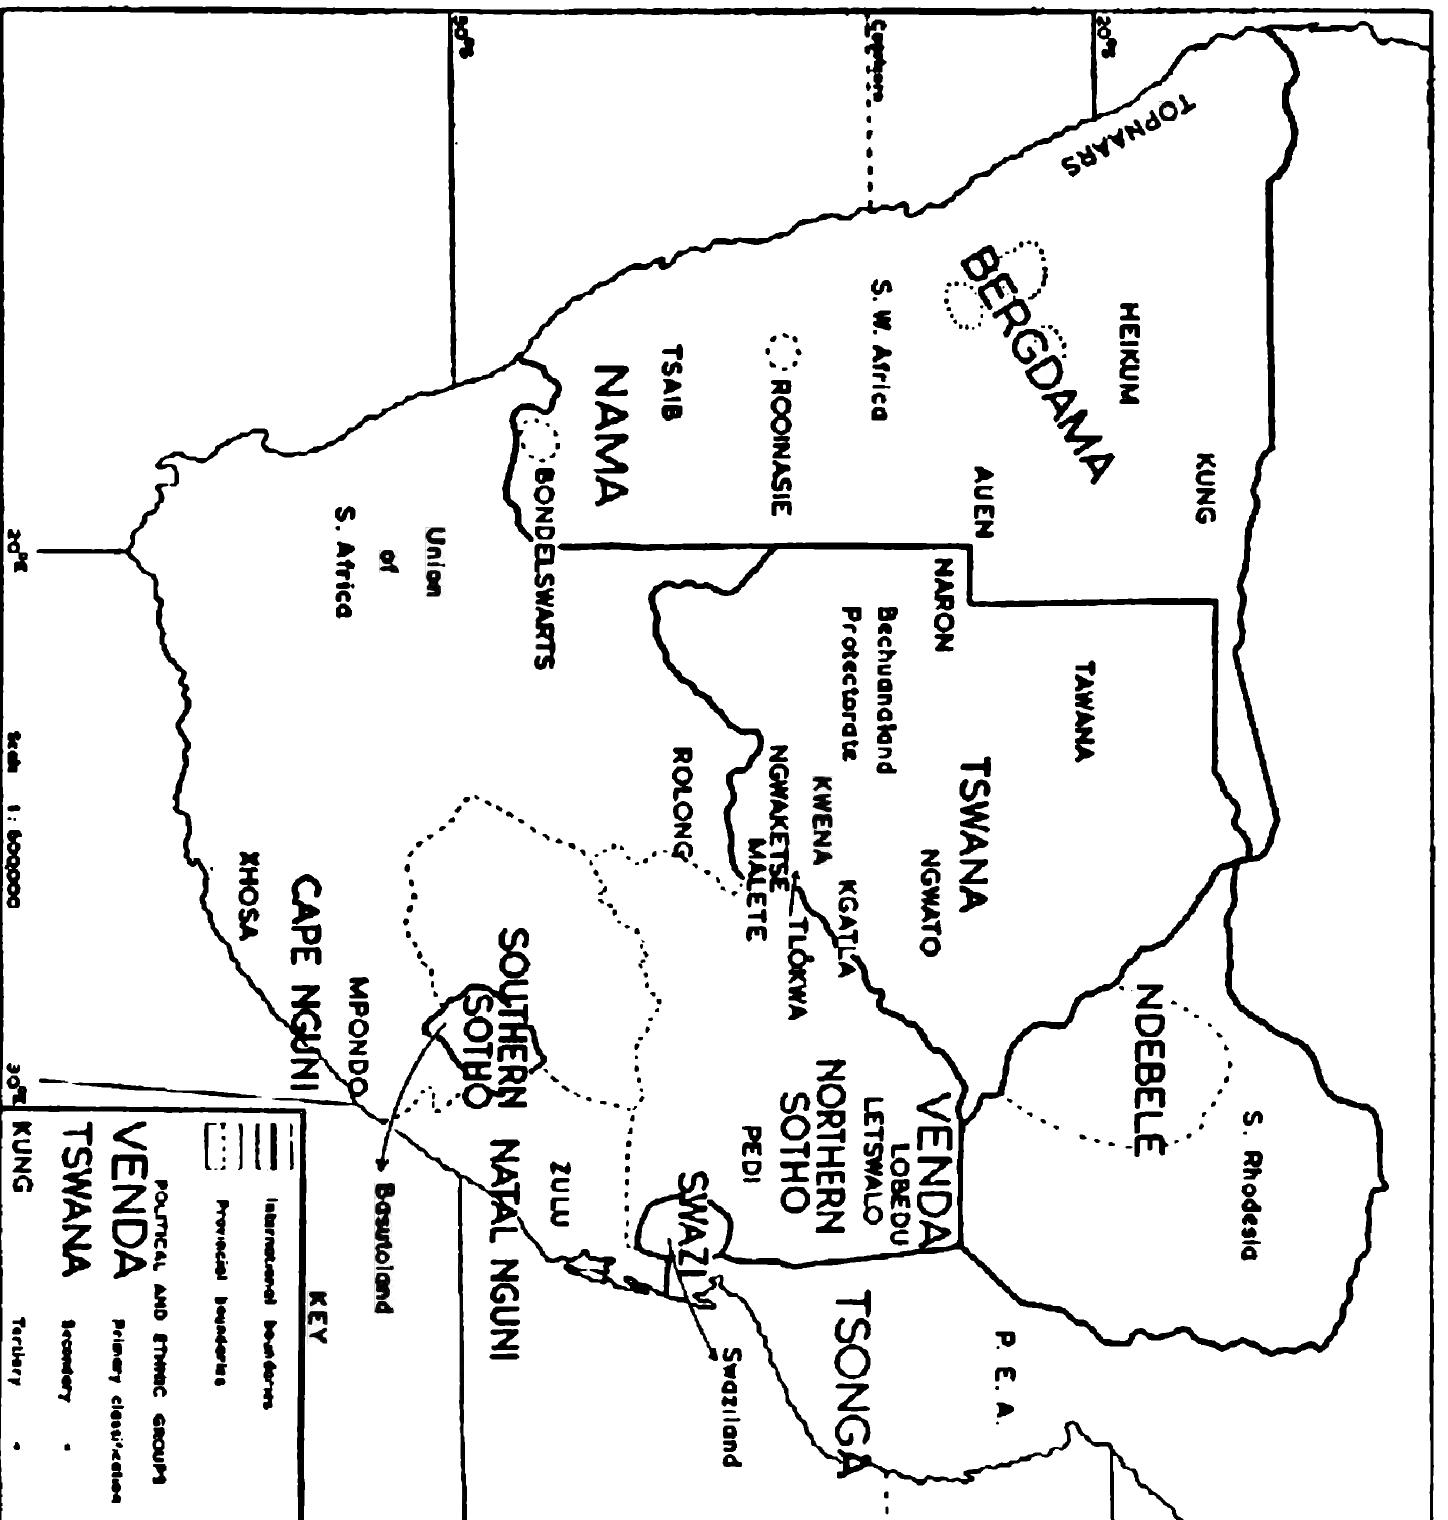 20°E
TOPNAARS
HEIKUM
KUNG
BERGDAMA
AUEN
S. W. Africa
ROOINASIE
TSAIB
NAMA
BONDELSWARTS
NARON
TAWANA
Bechuanaland
Protectorate
TSWANA
NGWATO
KWENA
KGATLA
NGWAKETSE
MALETE
TLÔKWA
ROLONG
Union
of
S. Africa
NDEBELE
S. Rhodesia
VENDA
LOBEDU
LETSWALO
NORTHERN
SOTHO
PEDI
SWAZI
TSONGA
P. E. A.
Swaziland
SOUTHERN
SOTHO
ZULU
NATAL NGUNI
MPONDO
CAPE NGUNI
XHOSA
Basutoland
20°E
30°E
KEY
International boundaries
Provincial boundaries
POLITICAL AND ETHNIC GROUPS
VENDA Primary classification
TSWANA Secondary "
KUNG Tertiary "